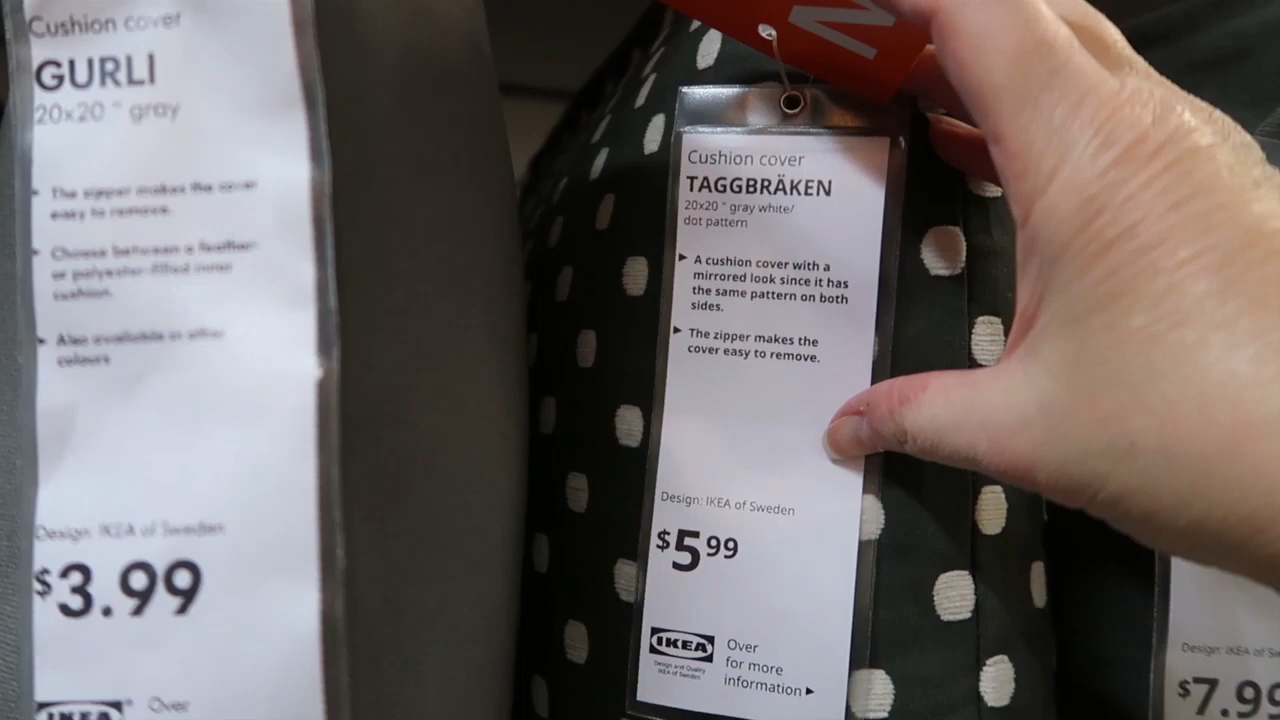 Cushion cover
GURLI
20x20 " gray
The zipper makes the cover
easy to remove.
Choose between a feather-
or polyester-filled inner
cushion.
Also available in other
colours
Design: IKEA of Sweden
$3.99
IKEA
Over
N
Cushion cover
TAGGBRÄKEN
20x20 " gray white/
dot pattern
▶ A cushion cover with a
mirrored look since it has
the same pattern on both
sides.
▶ The zipper makes the
cover easy to remove.
Design: IKEA of Sweden
$5 99
IKEA
Design and Quality
IKEA of Sweden
Over
for more
information ▶
Design: IKEA of S
$7.99